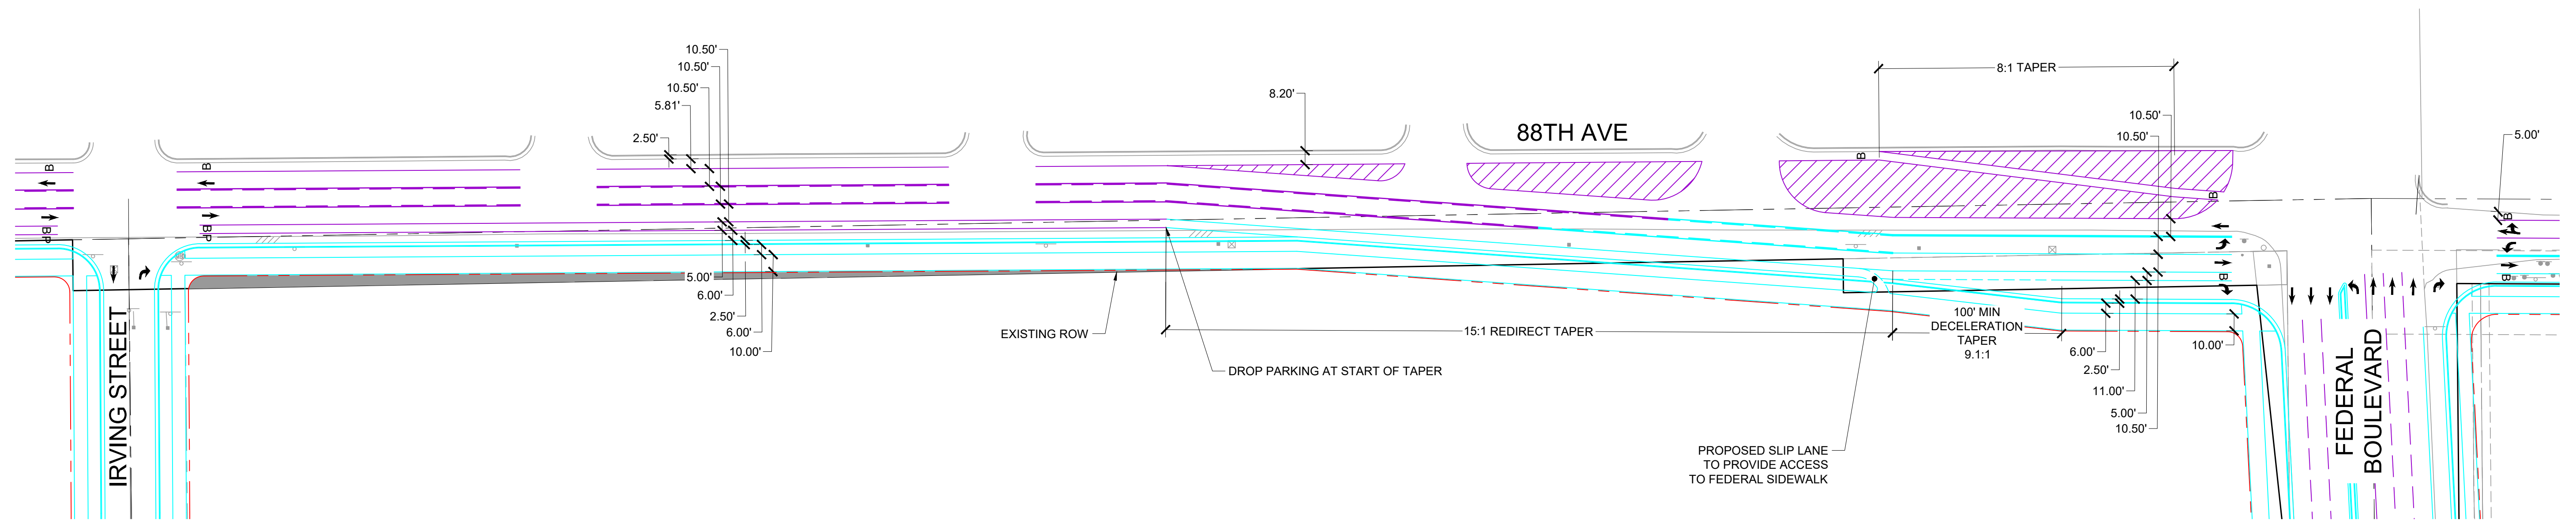 10.50'
10.50'
10.50'
5.81'
2.50'
8.20'
88TH AVE
8:1 TAPER
10.50'
10.50'
5.00'
B
B
B
B
B
B
BP
BP
B
B
B
5.00'
6.00'
2.50'
6.00'
10.00'
EXISTING ROW
15:1 REDIRECT TAPER
100' MIN
DECELERATION
TAPER
9.1:1
DROP PARKING AT START OF TAPER
6.00'
2.50'
11.00'
5.00'
10.50'
10.00'
PROPOSED SLIP LANE
TO PROVIDE ACCESS
TO FEDERAL SIDEWALK
IRVING STREET
FEDERAL
BOULEVARD